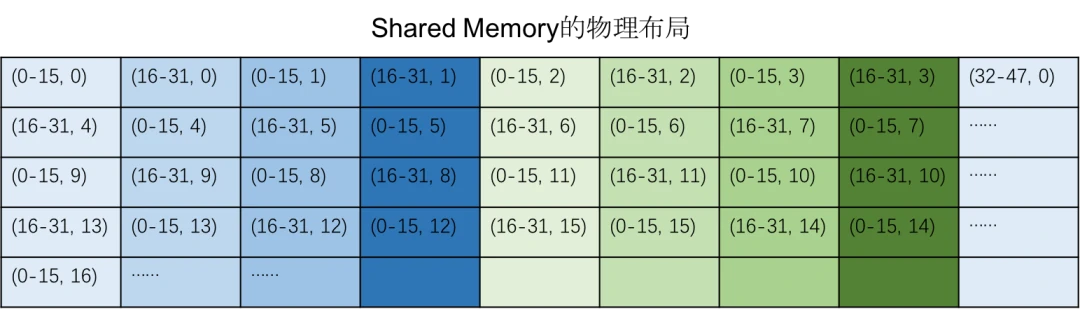 Shared Memory的物理布局
(0-15, 0) (16-31, 0) (0-15, 1) (16-31, 1) (0-15, 2) (16-31, 2) (0-15, 3) (16-31, 3) (32-47, 0)
(16-31, 4) (0-15, 4) (16-31, 5) (0-15, 5) (16-31, 6) (0-15, 6) (16-31, 7) (0-15, 7) ……
(0-15, 9) (16-31, 9) (0-15, 8) (16-31, 8) (0-15, 11) (16-31, 11) (0-15, 10) (16-31, 10) ……
(16-31, 13) (0-15, 13) (16-31, 12) (0-15, 12) (16-31, 15) (0-15, 15) (16-31, 14) (0-15, 14) ……
(0-15, 16) …… ……